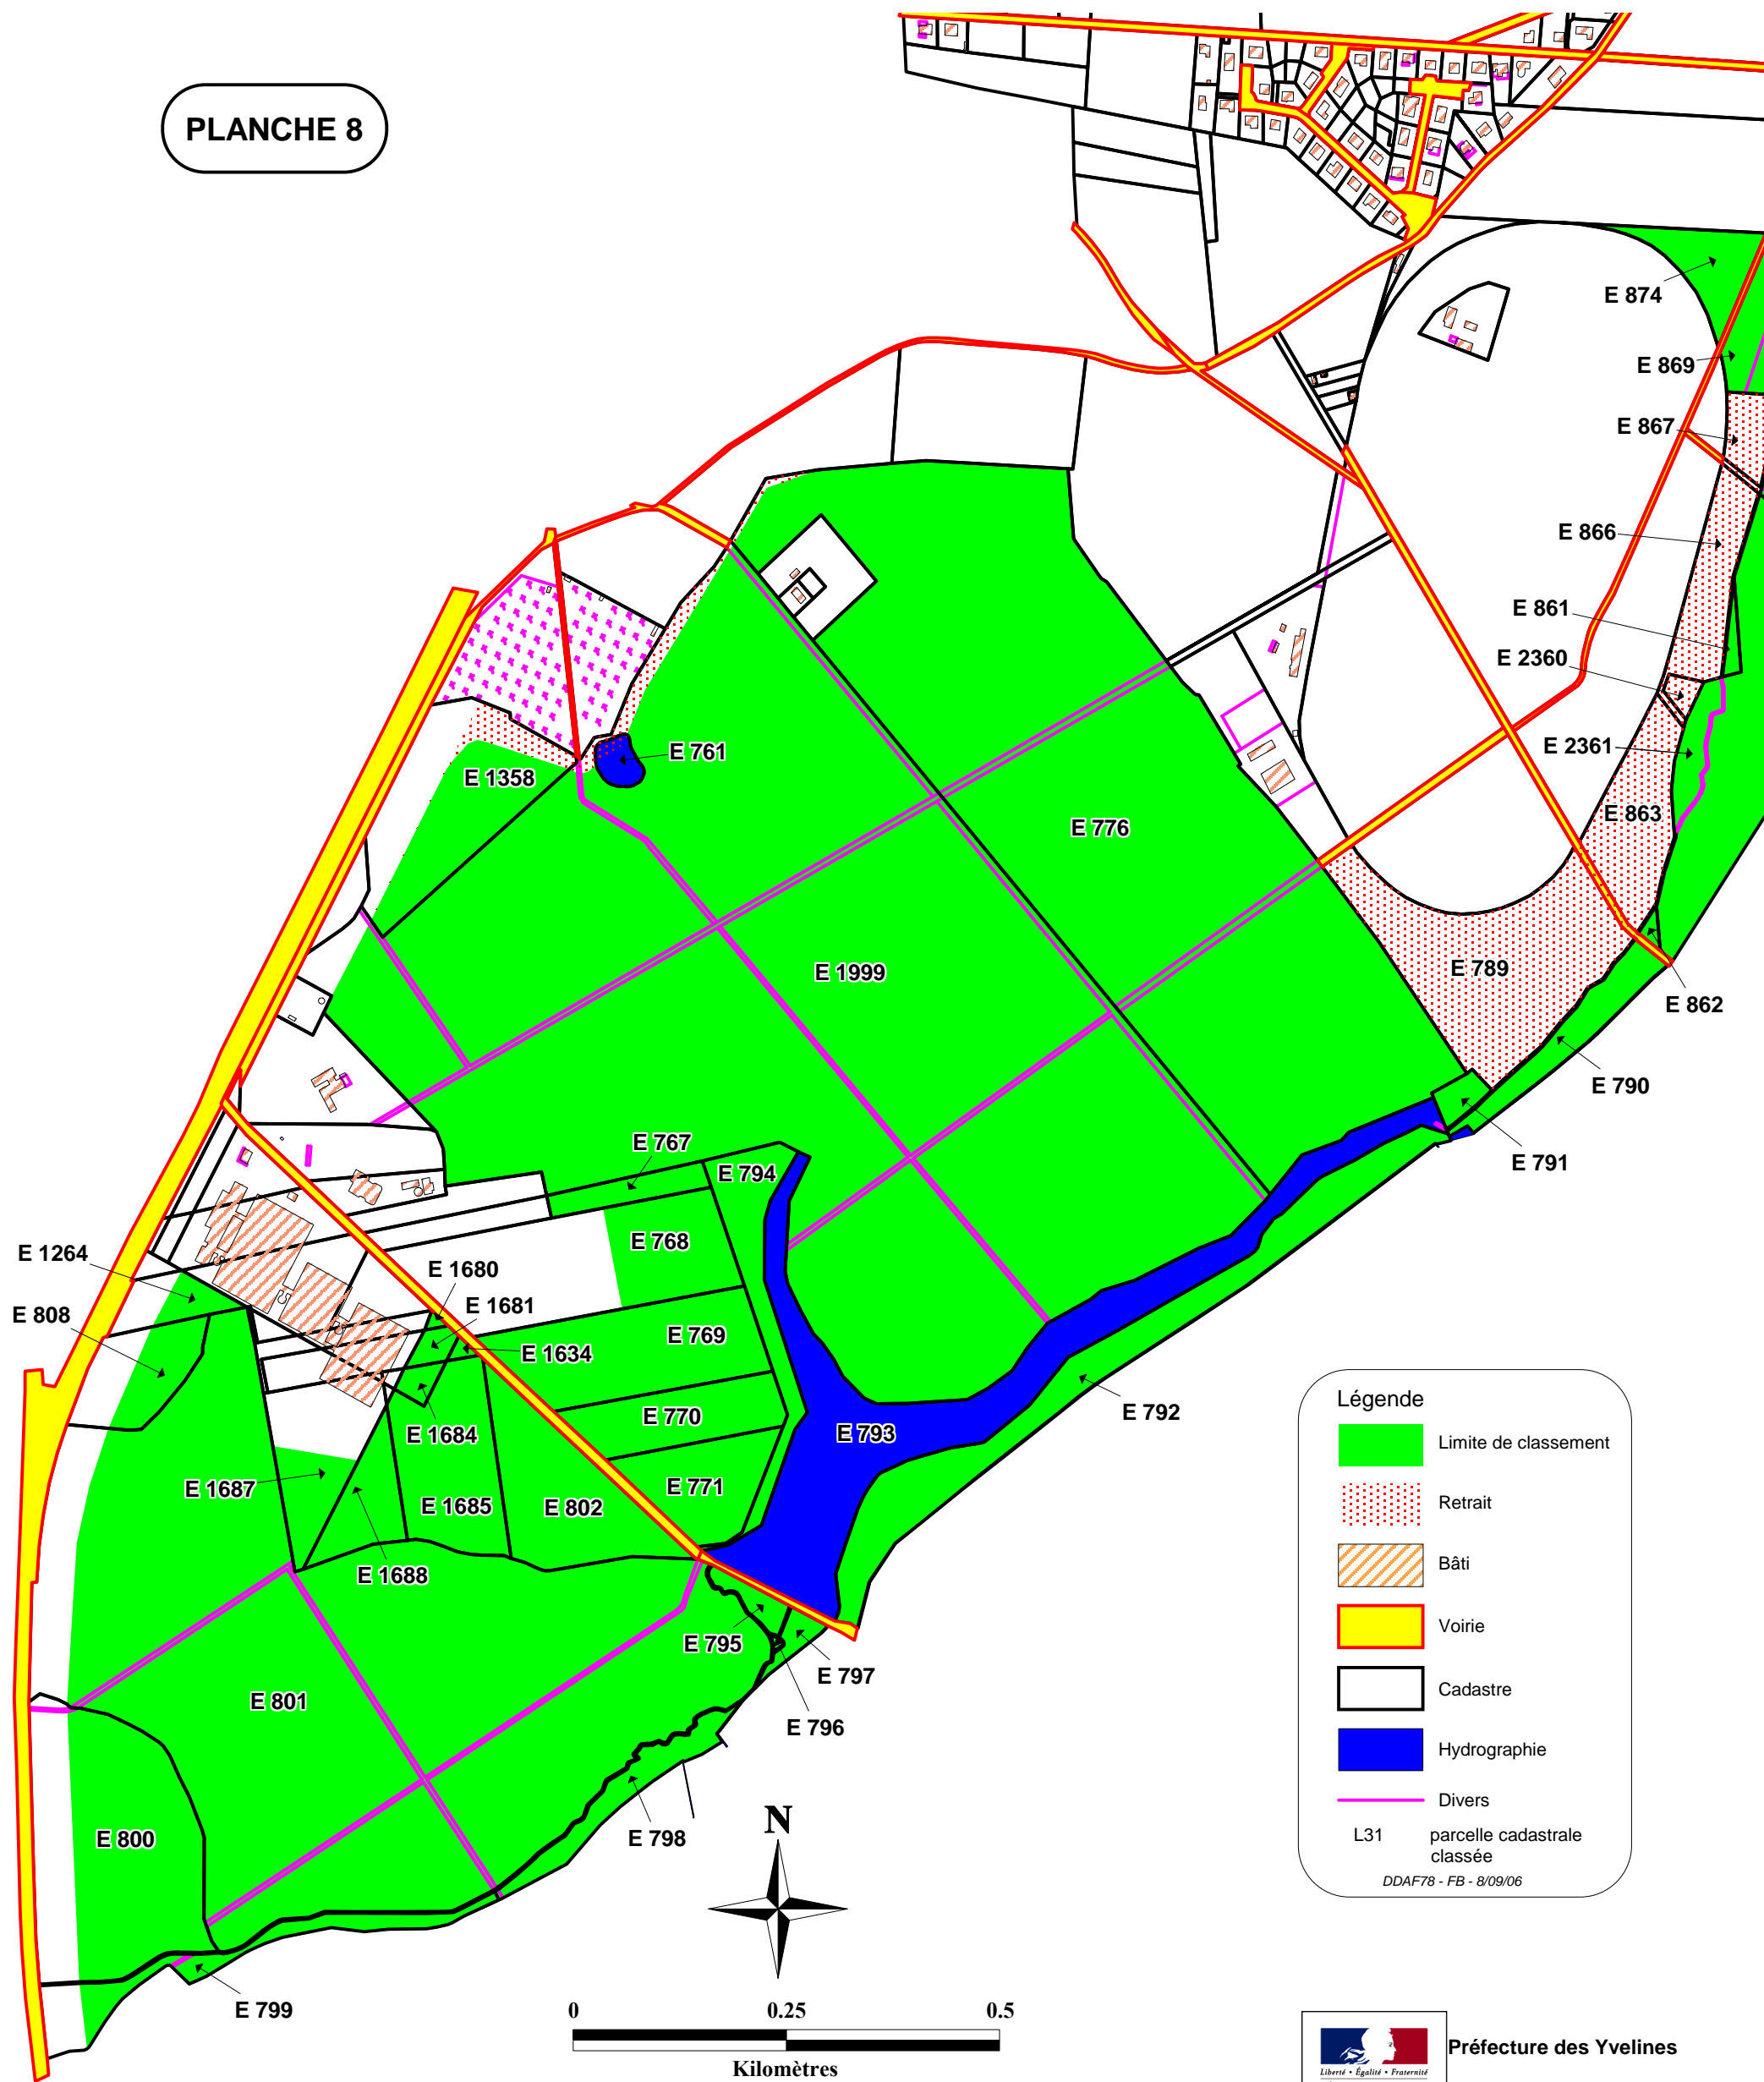 PLANCHE 8
E 874
E 869
E 867
E 866
E 861
E 2360
E 2361
E 863
E 761
E 1358
E 776
E 1999
E 789
E 862
E 790
E 791
E 767
E 794
E 768
E 1264
E 1680
E 1681
E 808
E 1634
E 769
E 770
E 1684
E 793
E 792
E 1687
E 771
E 1685
E 802
E 1688
E 795
E 797
E 801
E 796
E 800
E 798
E 799
Légende
Limite de classement
Retrait
Bâti
Voirie
Cadastre
Hydrographie
Divers
L31 parcelle cadastrale
classée
DDAF78 - FB - 8/09/06
N
0 0.25 0.5
Kilomètres
Préfecture des Yvelines
Liberté • Égalité • Fraternité